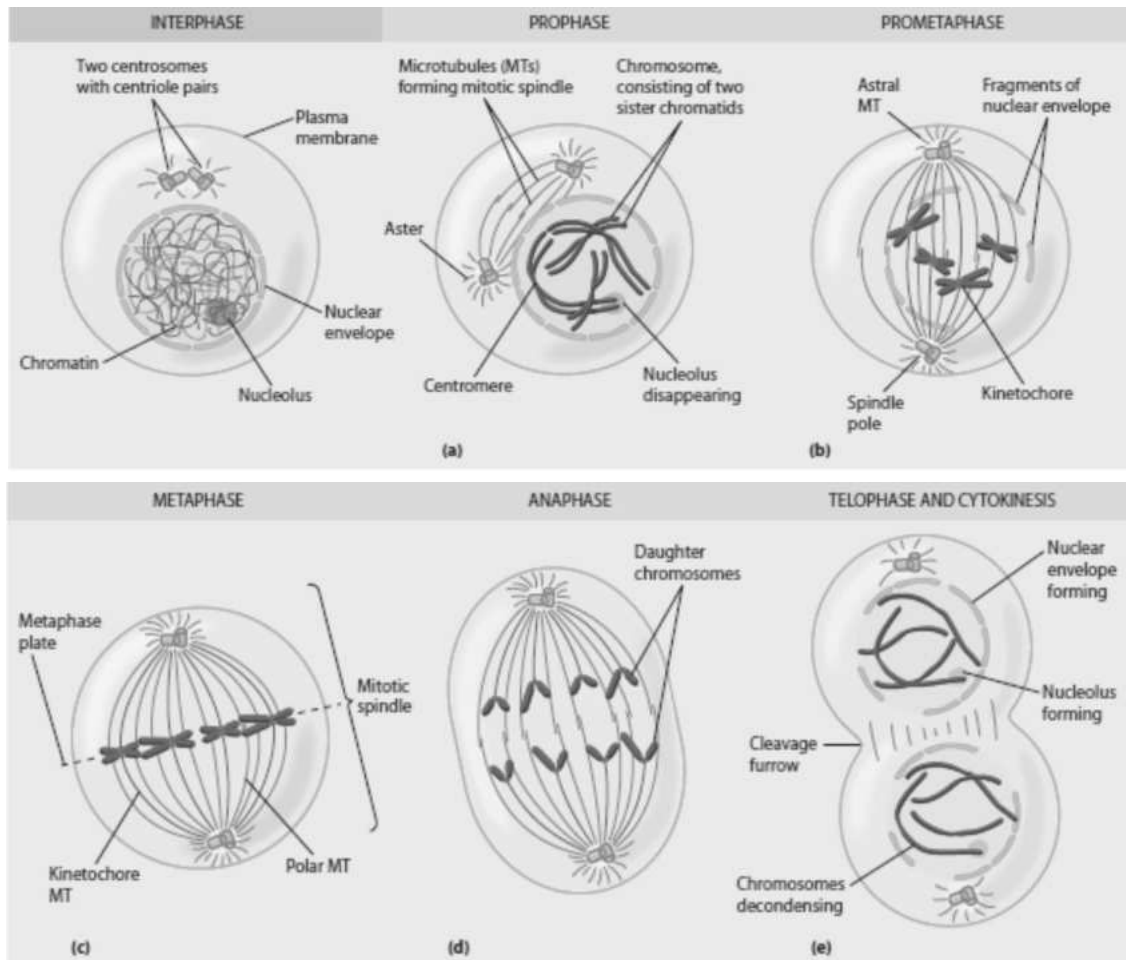 INTERPHASE
PROPHASE
PROMETAPHASE
Two centrosomes
with centriole pairs
Plasma
membrane
Nuclear
envelope
Chromatin
Nucleolus
Microtubules (MTs)
forming mitotic spindle
Chromosome,
consisting of two
sister chromatids
Aster
Centromere
Nucleolus
disappearing
(a)
Astral
MT
Fragments of
nuclear envelope
Spindle
pole
Kinetochore
(b)
METAPHASE
ANAPHASE
TELOPHASE AND CYTOKINESIS
Metaphase
plate
Mitotic
spindle
Kinetochore
MT
Polar MT
(c)
Daughter
chromosomes
(d)
Nuclear
envelope
forming
Nucleolus
forming
Cleavage
furrow
Chromosomes
decondensing
(e)